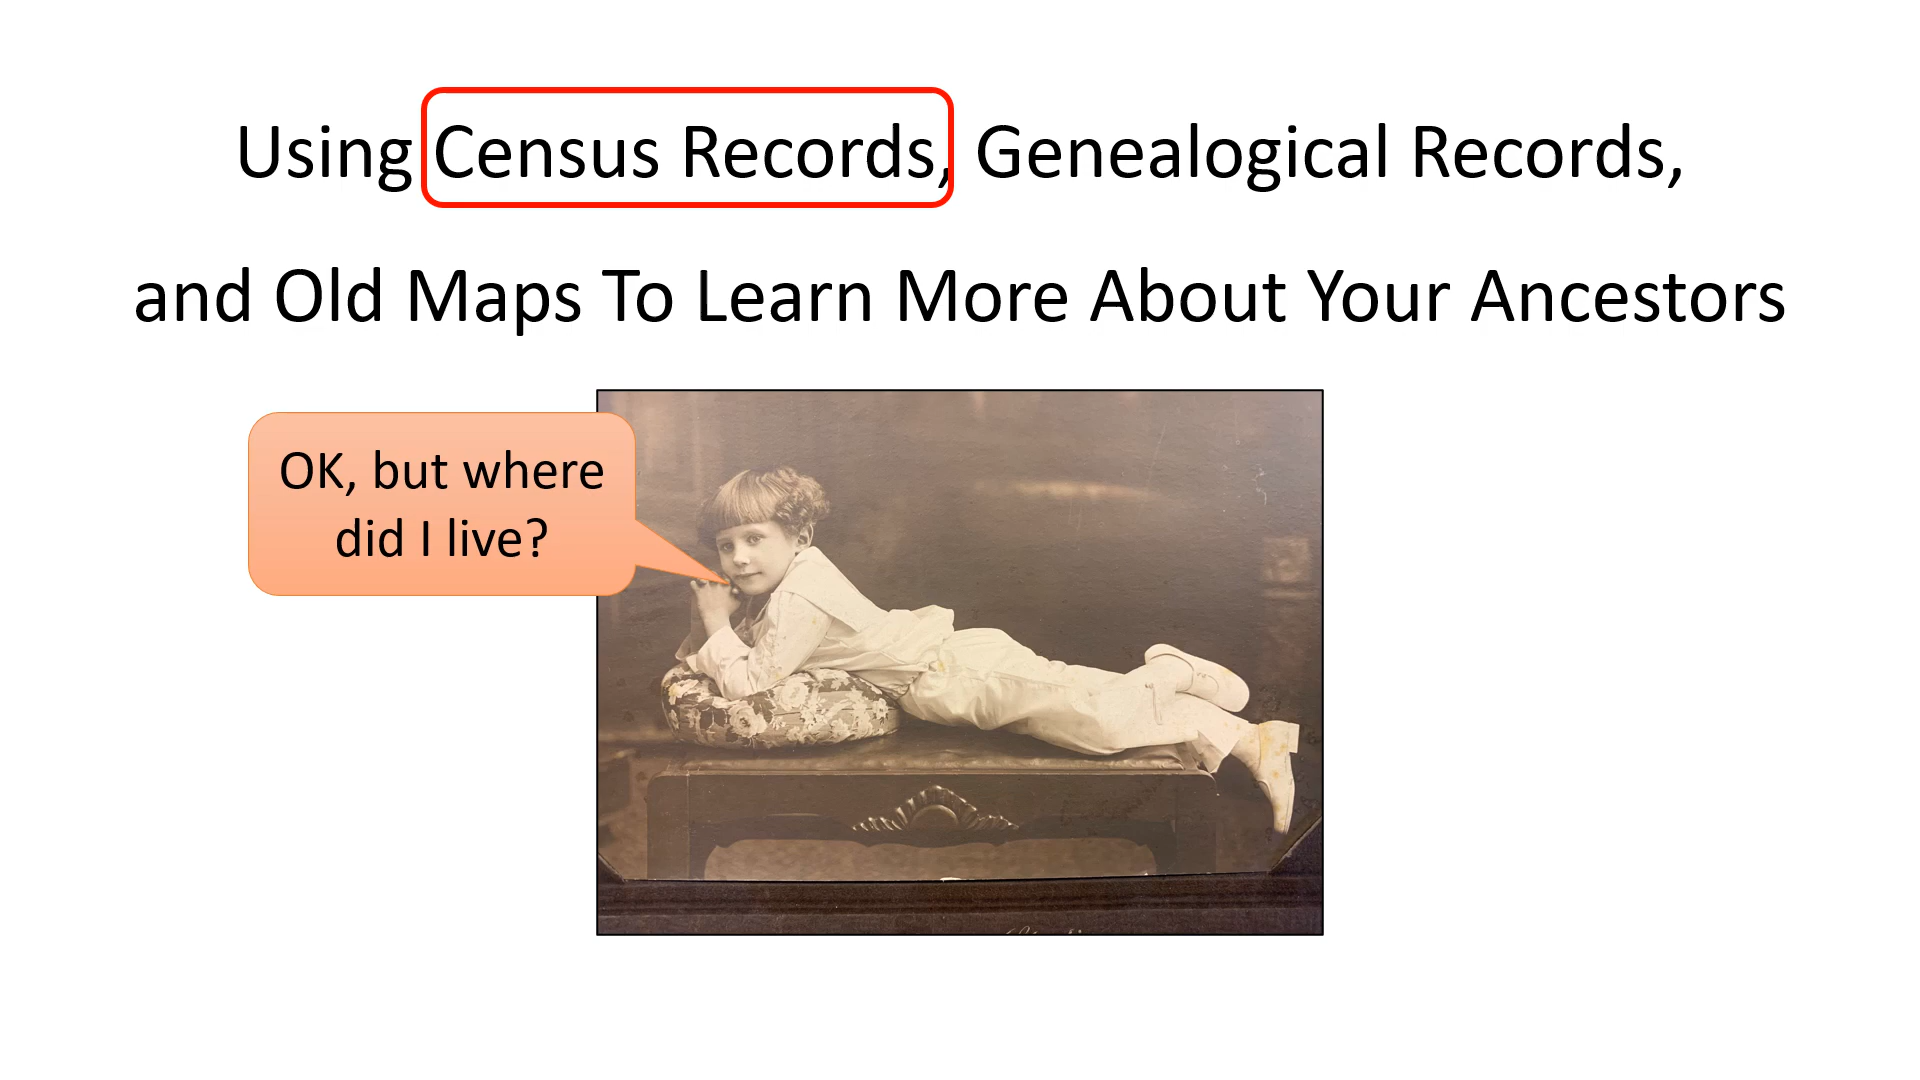 Using Census Records, Genealogical Records,
and Old Maps To Learn More About Your Ancestors
OK, but where
did I live?